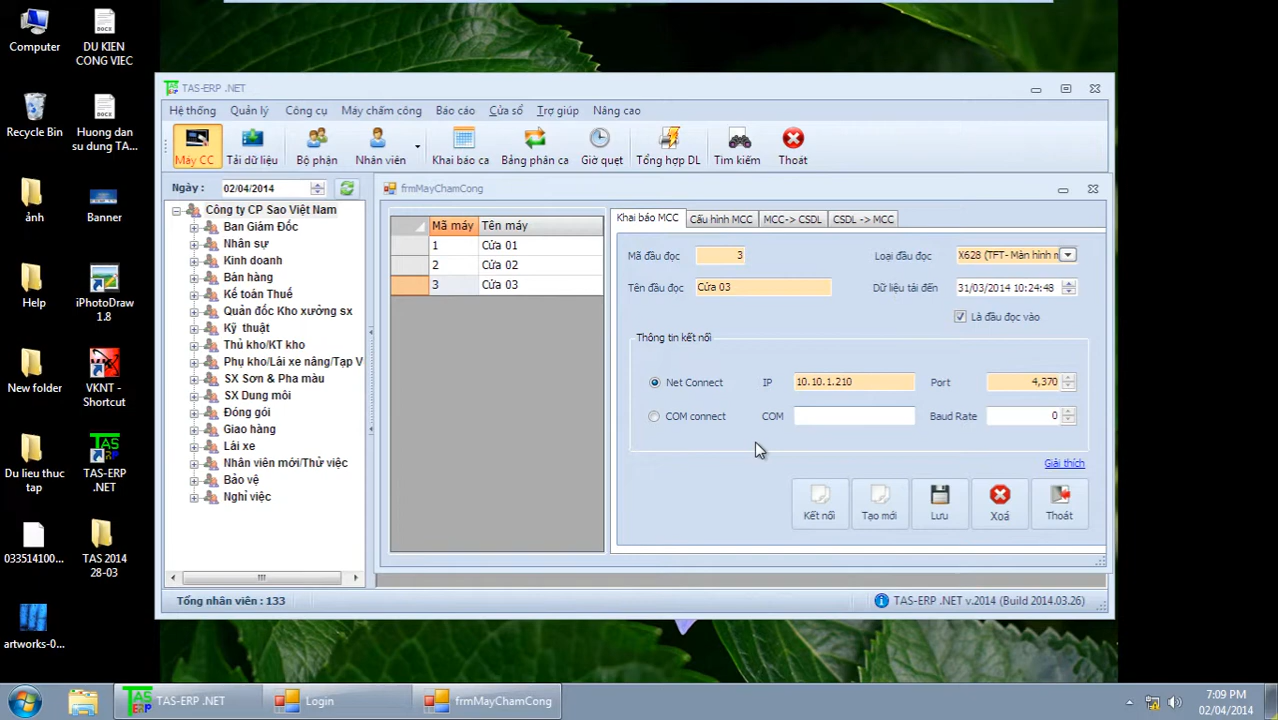 Computer
DU KIEN
CONG VIEC
Recycle Bin
Huong dan
su dung TA...
ảnh
Banner
Help
iPhotoDraw
1.8
New folder
VKNT -
Shortcut
Du lieu thuc
tap
TAS-ERP
.NET
033514100...
TAS 2014
28-03
artworks-0...
TAS-ERP .NET
Hệ thống Quản lý Công cụ Máy chấm công Báo cáo Cửa sổ Trợ giúp Nâng cao
Máy CC Tải dữ liệu Bộ phận Nhân viên Khai báo ca Bảng phân ca Giờ quẹt Tổng hợp DL Tìm kiếm Thoát
Ngày : 02/04/2014
Công ty CP Sao Việt Nam
Ban Giám Đốc
Nhân sự
Kinh doanh
Bán hàng
Kế toán Thuế
Quản đốc Kho xưởng sx
Kỹ thuật
Thủ kho/KT kho
Phụ kho/Lái xe nâng/Tạp V
SX Sơn & Pha màu
SX Dung môi
Đóng gói
Giao hàng
Lái xe
Nhân viên mới/Thử việc
Bảo vệ
Nghỉ việc
Tổng nhân viên : 133
frmMayChamCong
Mã máy Tên máy
1 Cửa 01
2 Cửa 02
3 Cửa 03
Khai báo MCC Cấu hình MCC MCC-> CSDL CSDL -> MCC
Mã đầu đọc 3 Loại đầu đọc X628 (TFT- Màn hình m
Tên đầu đọc Cửa 03 Dữ liệu tải đến 31/03/2014 10:24:48
Là đầu đọc vào
Thông tin kết nối
Net Connect IP 10.10.1.210 Port 4,370
COM connect COM Baud Rate 0
Giải thích
Kết nối Tạo mới Lưu Xoá Thoát
TAS-ERP .NET v.2014 (Build 2014.03.26)
TAS-ERP .NET Login frmMayChamCong
7:09 PM
02/04/2014